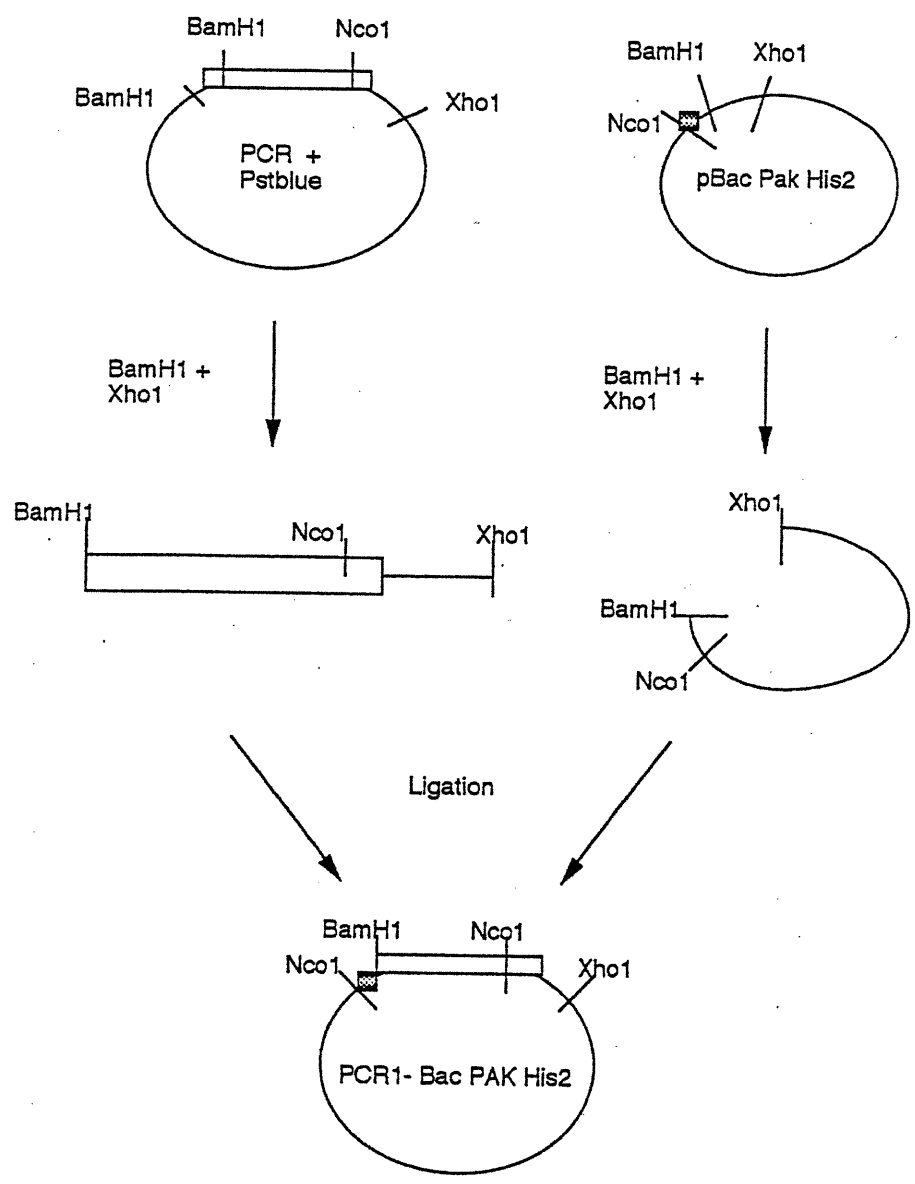 BamH1 Nco1
BamH1 Xho1
PCR +
Pstblue
BamH1 Xho1
Nco1
pBac Pak His2
BamH1 +
Xho1
BamH1 +
Xho1
BamH1
Nco1
Xho1
Xho1
BamH1
Nco1
Ligation
BamH1
Nco1
Nco1
Xho1
PCR1- Bac PAK His2